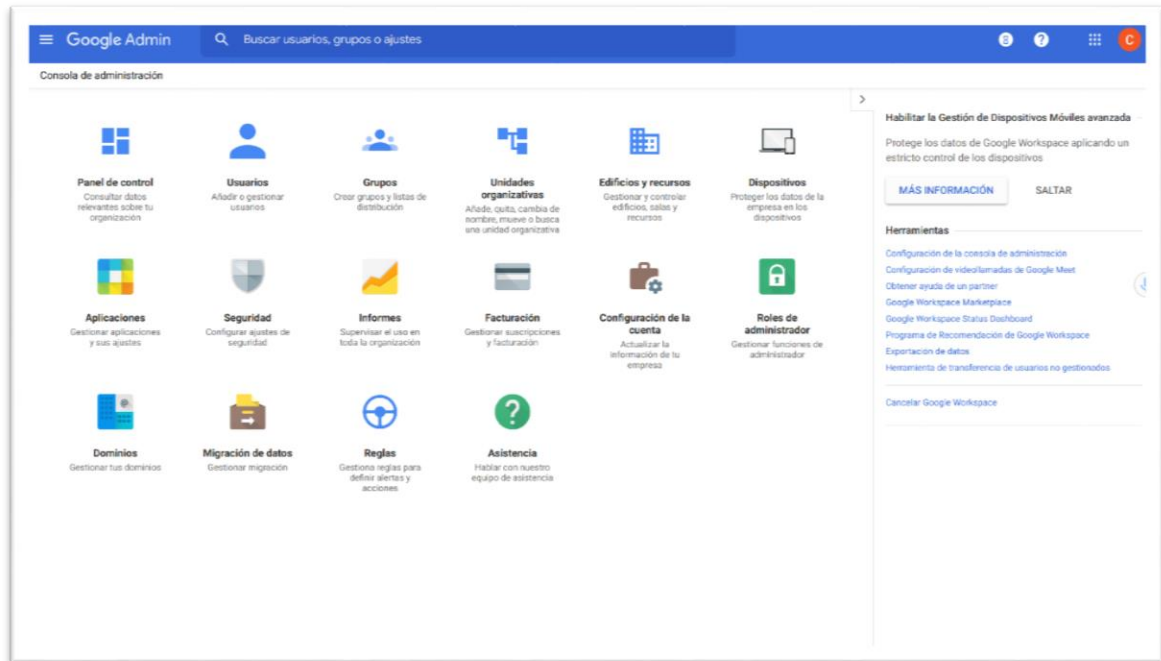 Google Admin
Buscar usuarios, grupos o ajustes
C
Consola de administración
Panel de control
Consultar datos
relevantes sobre tu
organización
Usuarios
Añadir o gestionar
usuarios
Grupos
Crear grupos y listas de
distribución
Unidades
organizativas
Añade, quita, cambia de
nombre, mueve o busca
una unidad organizativa
Edificios y recursos
Gestionar y controlar
edificios, salas y
recursos
Dispositivos
Proteger los datos de la
empresa en los
dispositivos
Aplicaciones
Gestionar aplicaciones
y sus ajustes
Seguridad
Configurar ajustes de
seguridad
Informes
Supervisar el uso en
toda la organización
Facturación
Gestionar suscripciones
y facturación
Configuración de la
cuenta
Actualizar la
información de tu
empresa
Roles de
administrador
Gestionar funciones de
administrador
Dominios
Gestionar tus dominios
Migración de datos
Gestionar migración
Reglas
Gestiona reglas para
definir alertas y
acciones
Asistencia
Hablar con nuestro
equipo de asistencia
Habilitar la Gestión de Dispositivos Móviles avanzada
Protege los datos de Google Workspace aplicando un
estricto control de los dispositivos
MÁS INFORMACIÓN SALTAR
Herramientas
Configuración de la consola de administración
Configuración de videollamadas de Google Meet
Obtener ayuda de un partner
Google Workspace Marketplace
Google Workspace Status Dashboard
Programa de Recomendación de Google Workspace
Exportación de datos
Herramienta de transferencia de usuarios no gestionados
Cancelar Google Workspace